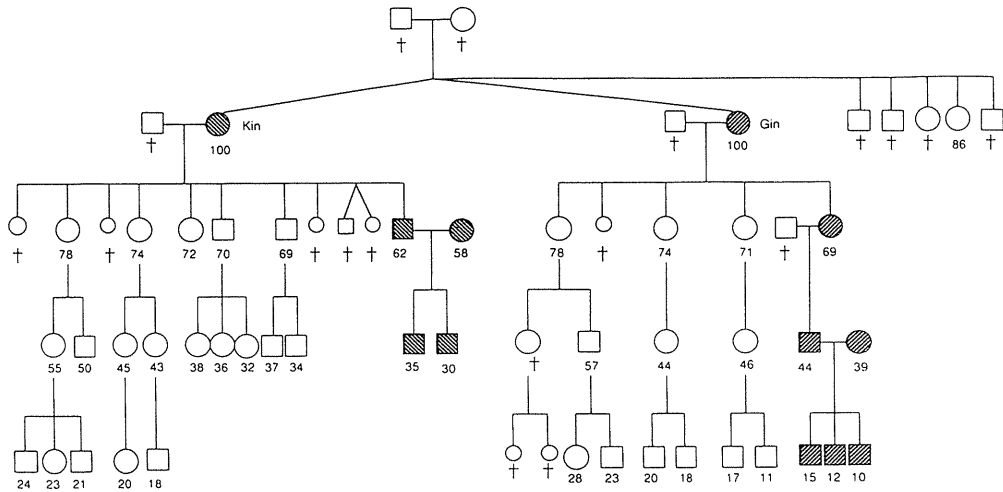 † †
Kin Gin
† 100 † 100 † † † 86 †
† 78 † 74 72 70 69 † † † 62 58 78 † 74 71 † 69
55 50 45 43 38 36 32 37 34 35 30 † 57 44 46 44 39
24 23 21 20 18 † † 28 23 20 18 17 11 15 12 10